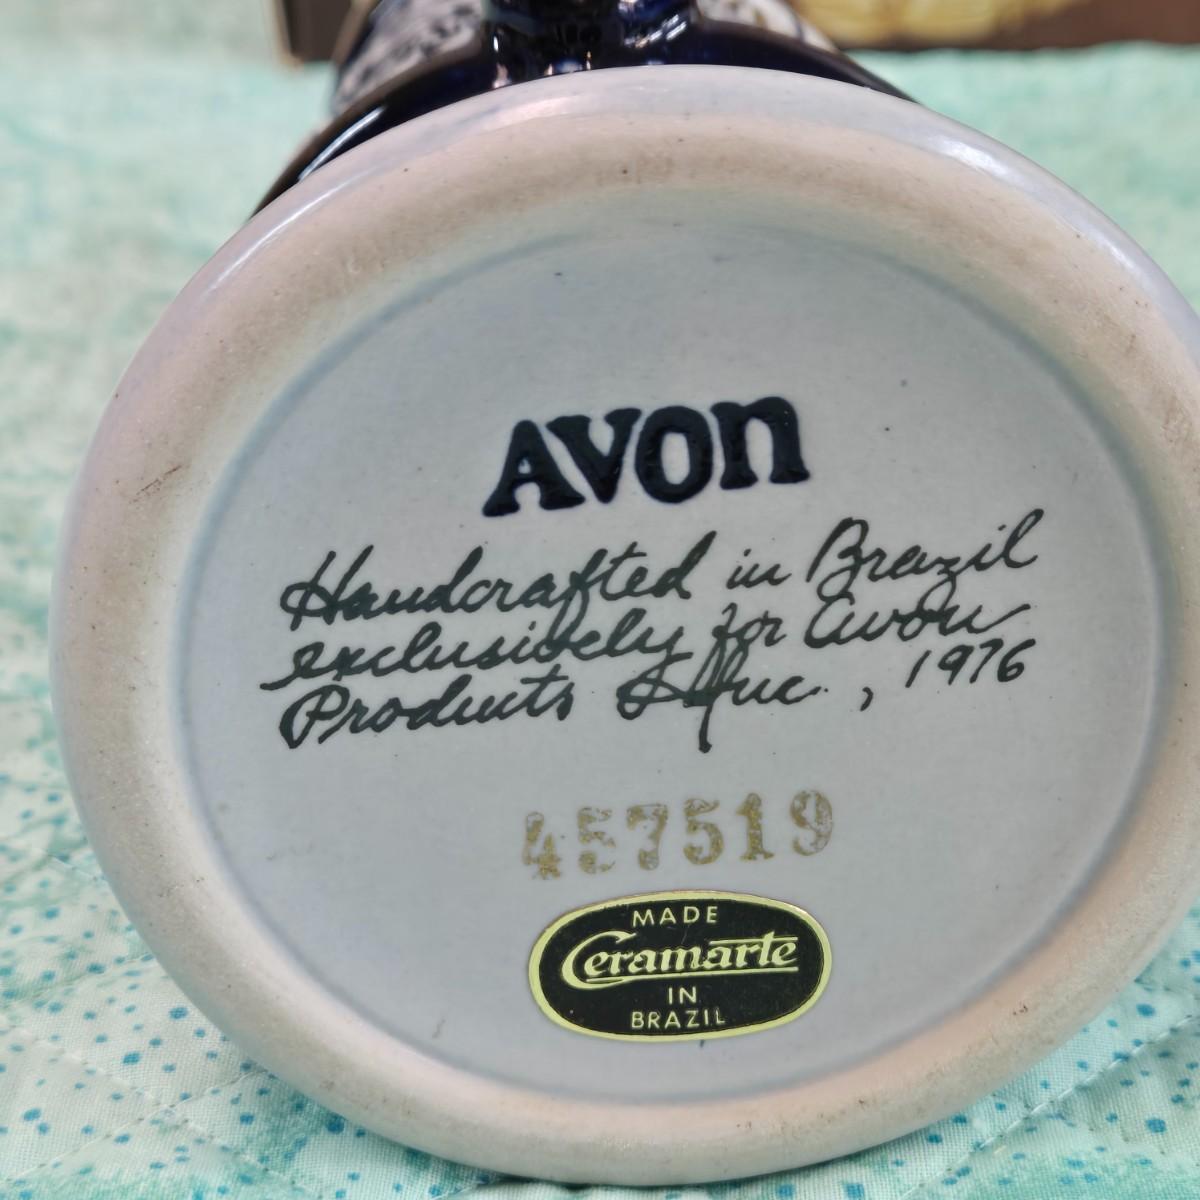 AVON
Handcrafted in Brazil
exclusively for Avon
Products Inc., 1976
457519
MADE
Ceramarte
IN
BRAZIL